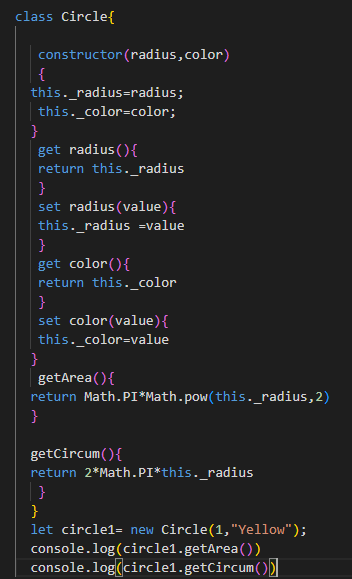 class Circle{
constructor(radius,color)
{
this._radius=radius;
this._color=color;
}
get radius(){
return this._radius
}
set radius(value){
this._radius =value
}
get color(){
return this._color
}
set color(value){
this._color=value
}
getArea(){
return Math.PI*Math.pow(this._radius,2)
}
getCircum(){
return 2*Math.PI*this._radius
}
}
let circle1= new Circle(1,"Yellow");
console.log(circle1.getArea())
console.log(circle1.getCircum())